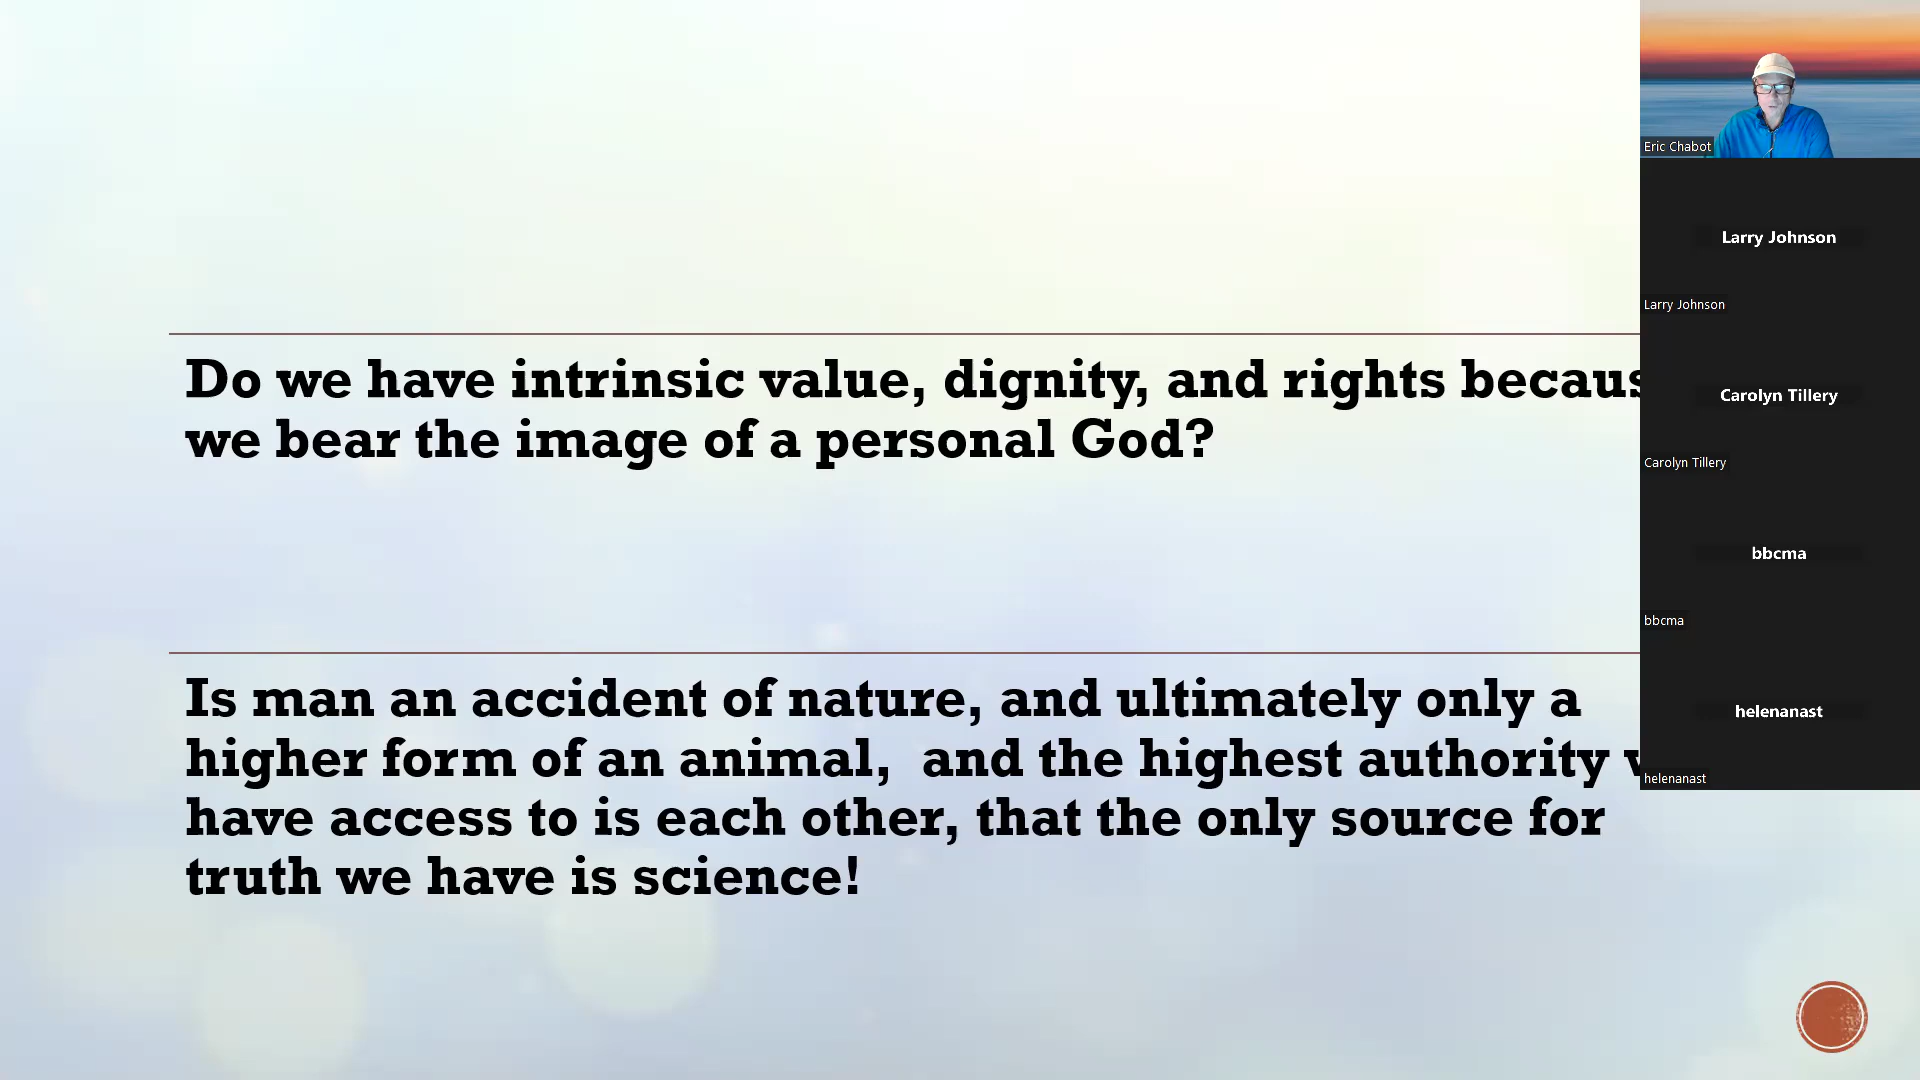 Do we have intrinsic value, dignity, and rights becaus
we bear the image of a personal God?
Is man an accident of nature, and ultimately only a
higher form of an animal,  and the highest authority
have access to is each other, that the only source for
truth we have is science!
Eric Chabot
Larry Johnson
Larry Johnson
Carolyn Tillery
Carolyn Tillery
bbcma
bbcma
helenanast
helenanast